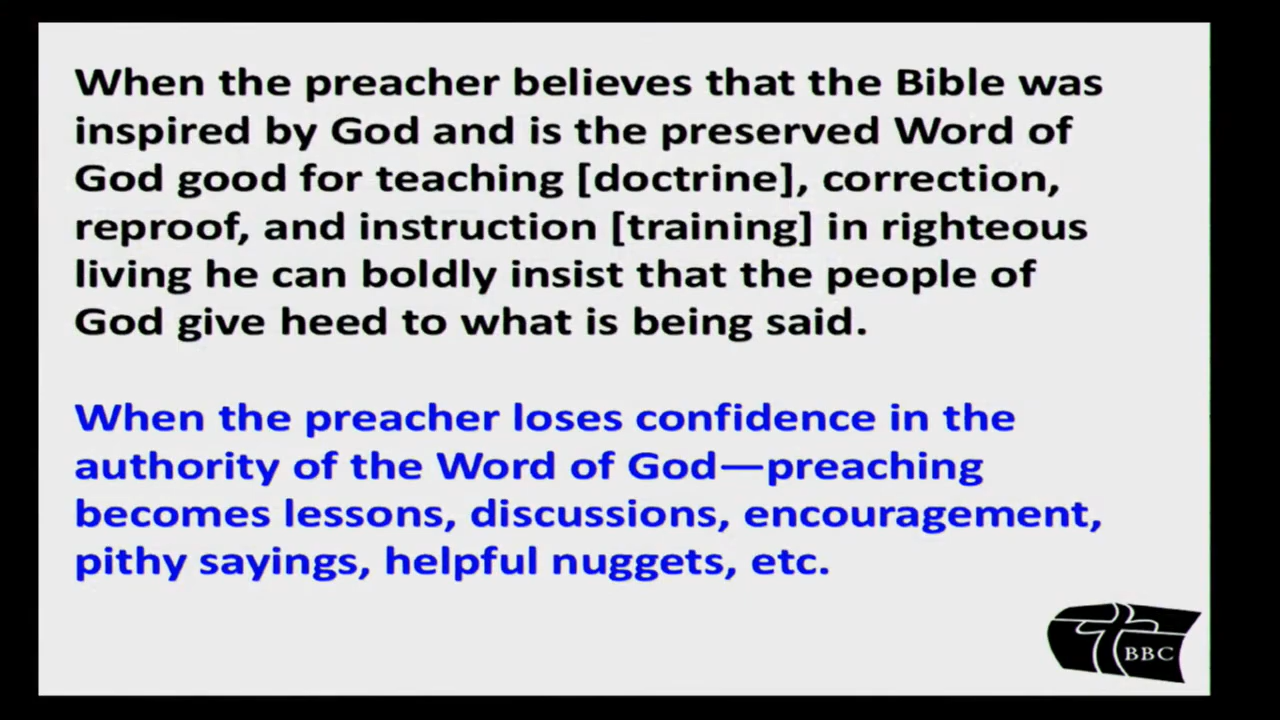 When the preacher believes that the Bible was
inspired by God and is the preserved Word of
God good for teaching [doctrine], correction,
reproof, and instruction [training] in righteous
living he can boldly insist that the people of
God give heed to what is being said.
When the preacher loses confidence in the
authority of the Word of God—preaching
becomes lessons, discussions, encouragement,
pithy sayings, helpful nuggets, etc.
BBC